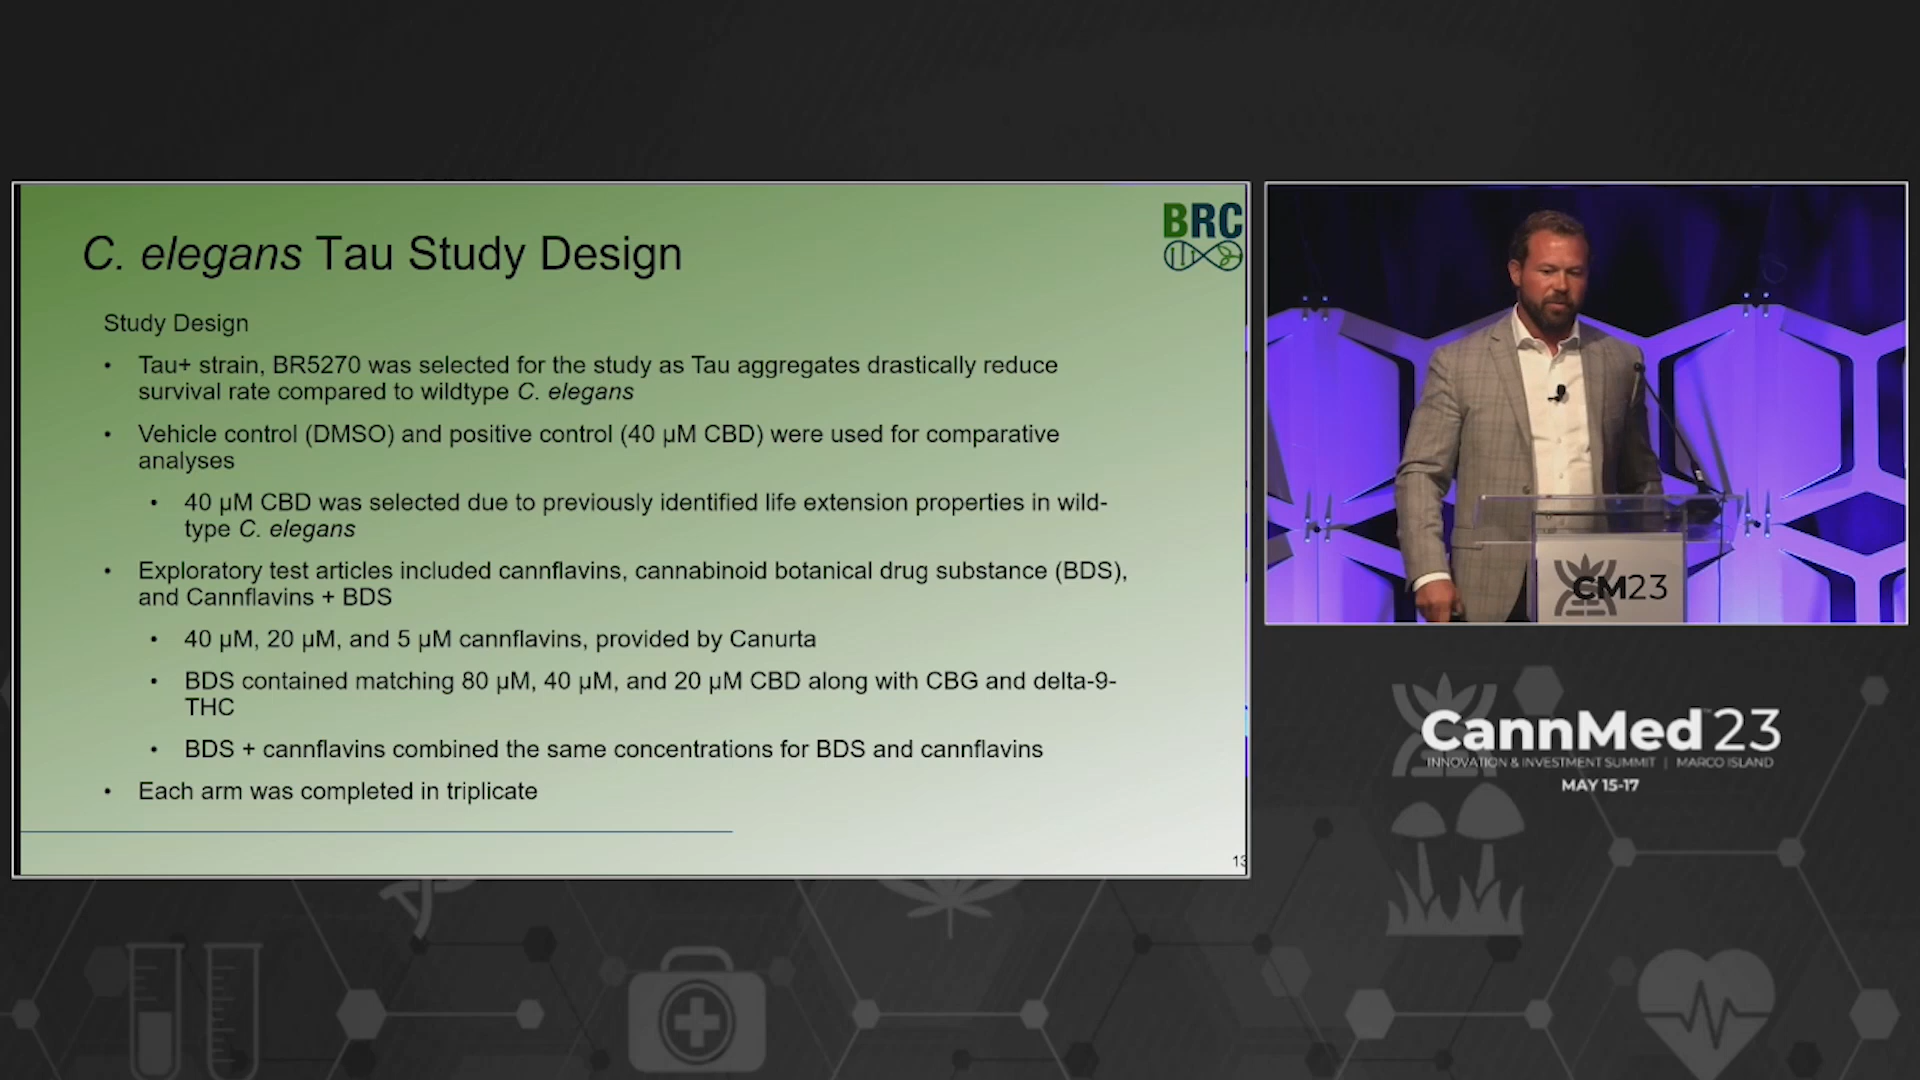 BRC
C. elegans Tau Study Design
Study Design
• Tau+ strain, BR5270 was selected for the study as Tau aggregates drastically reduce
survival rate compared to wildtype C. elegans
• Vehicle control (DMSO) and positive control (40 µM CBD) were used for comparative
analyses
• 40 µM CBD was selected due to previously identified life extension properties in wild-
type C. elegans
• Exploratory test articles included cannflavins, cannabinoid botanical drug substance (BDS),
and Cannflavins + BDS
• 40 µM, 20 µM, and 5 µM cannflavins, provided by Canurta
• BDS contained matching 80 µM, 40 µM, and 20 µM CBD along with CBG and delta-9-
THC
• BDS + cannflavins combined the same concentrations for BDS and cannflavins
• Each arm was completed in triplicate
13
CM23
CannMed 23
INNOVATION & INVESTMENT SUMMIT | MARCO ISLAND
MAY 15-17